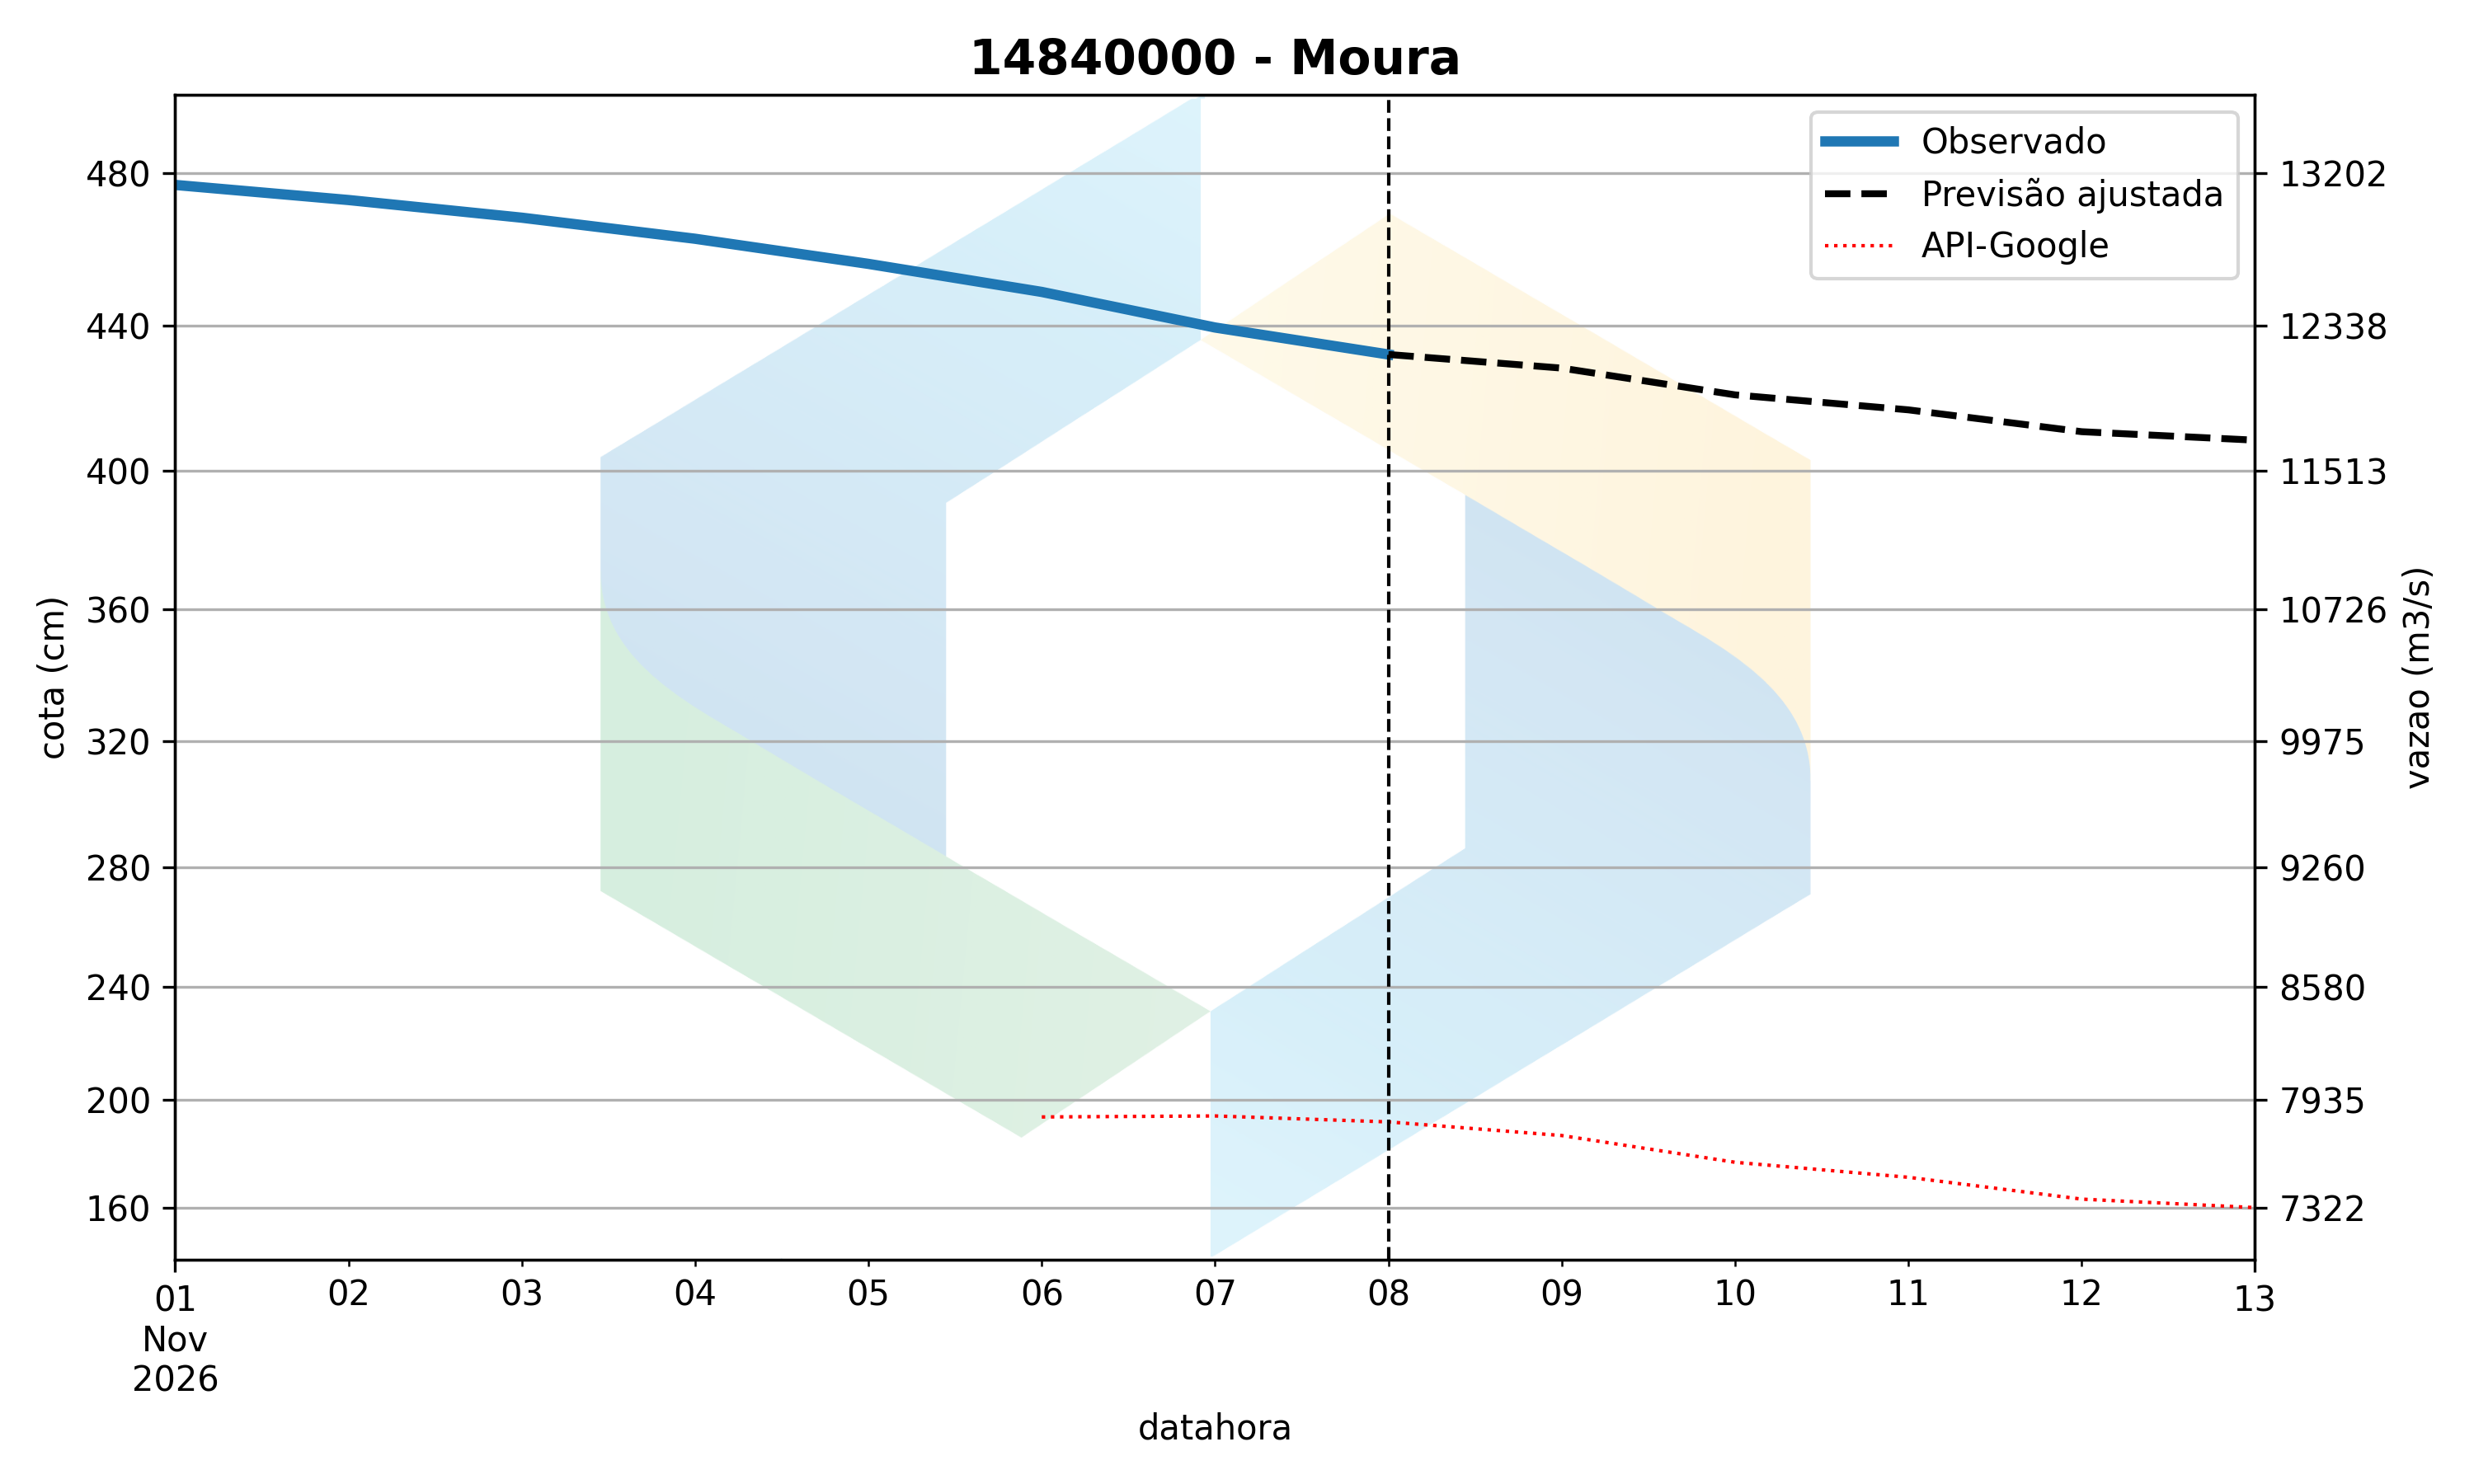 14840000 - Moura
Observado
Previsão ajustada
API-Google
480
440
400
360
320
280
240
200
160
cota (cm)
13202
12338
11513
10726
9975
9260
8580
7935
7322
vazao (m3/s)
01 02 03 04 05 06 07 08 09 10 11 12 13
Nov
2026
datahora